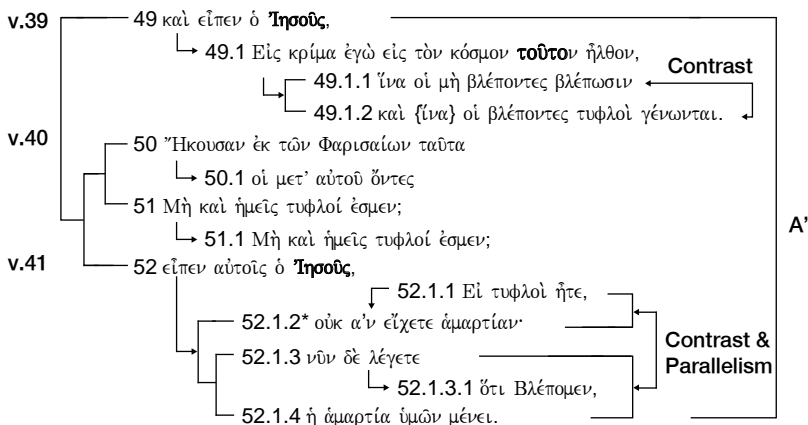 v.39 49 καὶ εἶπεν ὁ Ἰησοῦς,
49.1 Εἰς κρίμα ἐγὼ εἰς τὸν κόσμον τοῦτον ἦλθον,
Contrast
49.1.1 ἵνα οἱ μὴ βλέποντες βλέπωσιν
49.1.2 καὶ {ἵνα} οἱ βλέποντες τυφλοὶ γένωνται.
v.40
50 Ἤκουσαν ἐκ τῶν Φαρισαίων ταῦτα
50.1 οἱ μετ' αὐτοῦ ὄντες
51 Μὴ καὶ ἡμεῖς τυφλοί ἐσμεν;
A'
51.1 Μὴ καὶ ἡμεῖς τυφλοί ἐσμεν;
v.41 52 εἶπεν αὐτοῖς ὁ Ἰησοῦς,
52.1.1 Εἰ τυφλοὶ ἦτε,
52.1.2* οὐκ α'ν εἴχετε ἁμαρτίαν·
Contrast &
Parallelism
52.1.3 νῦν δὲ λέγετε
52.1.3.1 ὅτι Βλέπομεν,
52.1.4 ἡ ἁμαρτία ὑμῶν μένει.